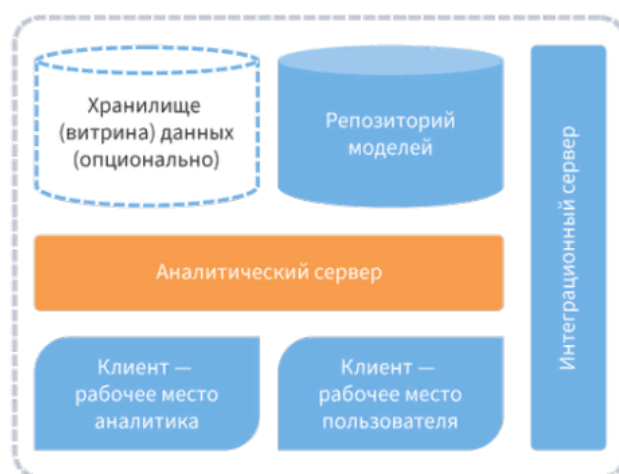 Хранилище
(витрина) данных
(опционально)
Репозиторий
моделей
Интеграционный сервер
Аналитический сервер
Клиент —
рабочее место
аналитика
Клиент —
рабочее место
пользователя